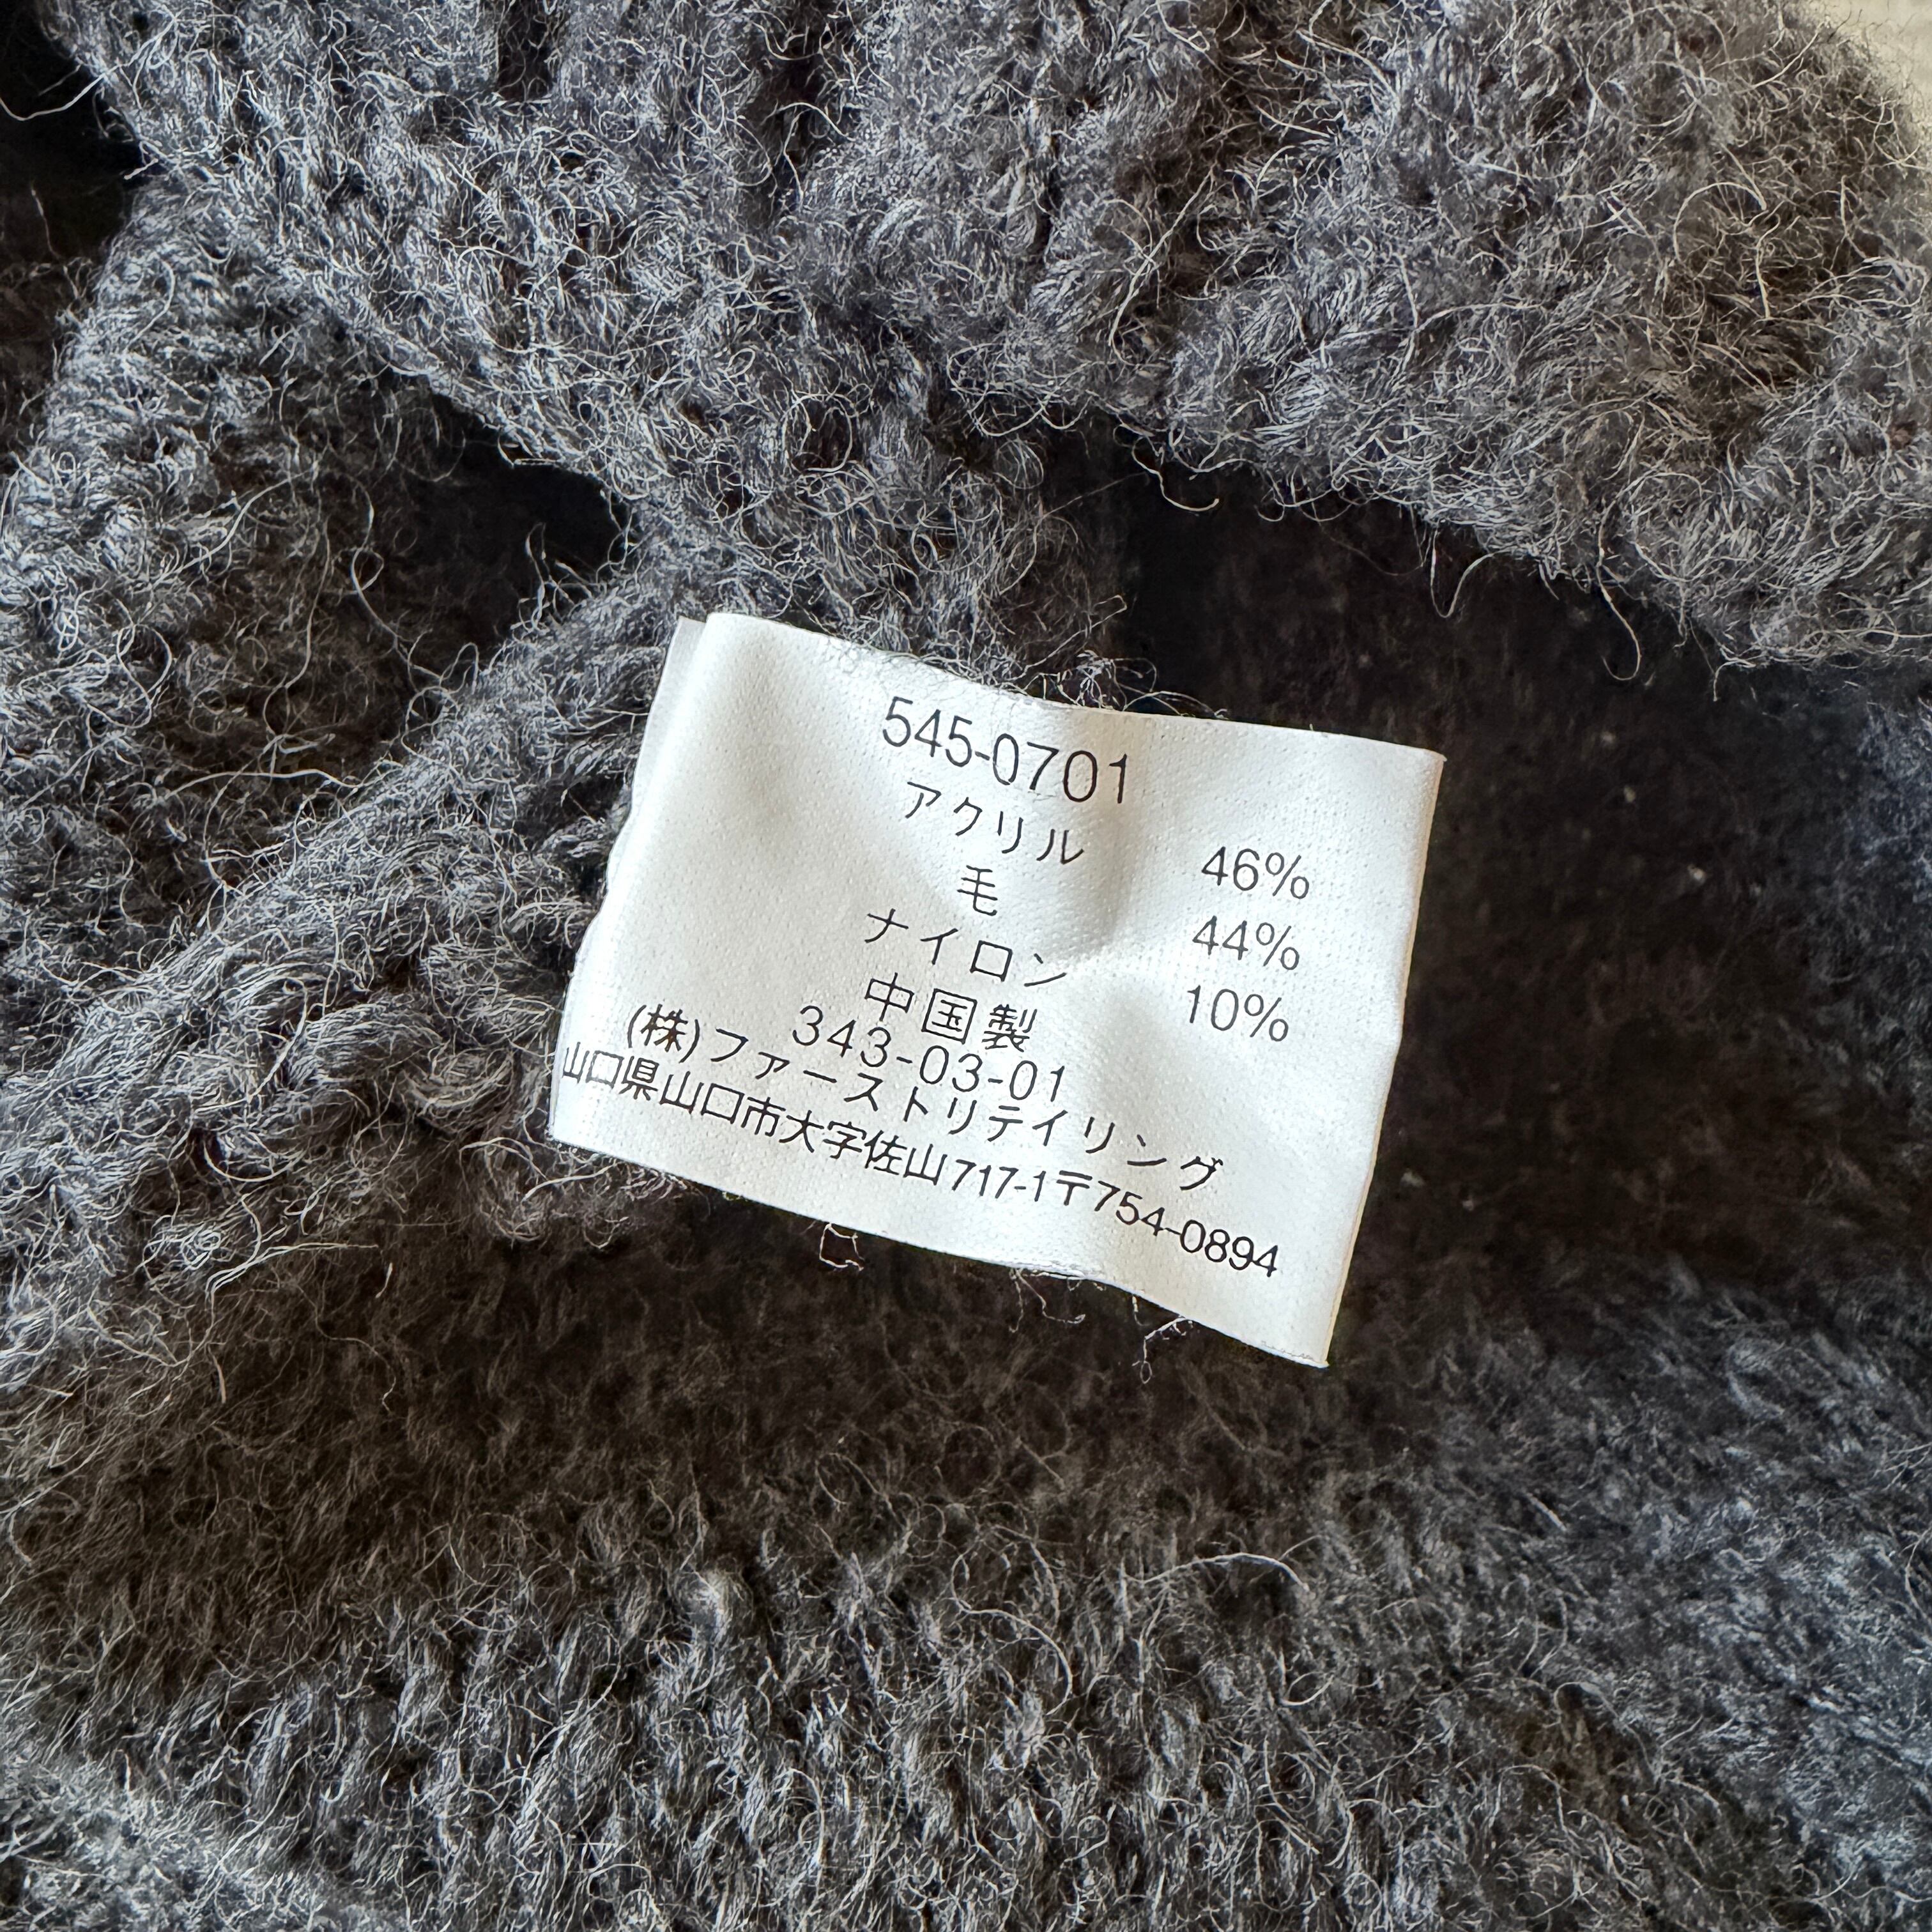 545-0701
アクリル 46%
毛 44%
ナイロン 10%
中国製
343-03-01
(株)ファーストリテイリング
山口県山口市大字佐山717-1〒754-0894